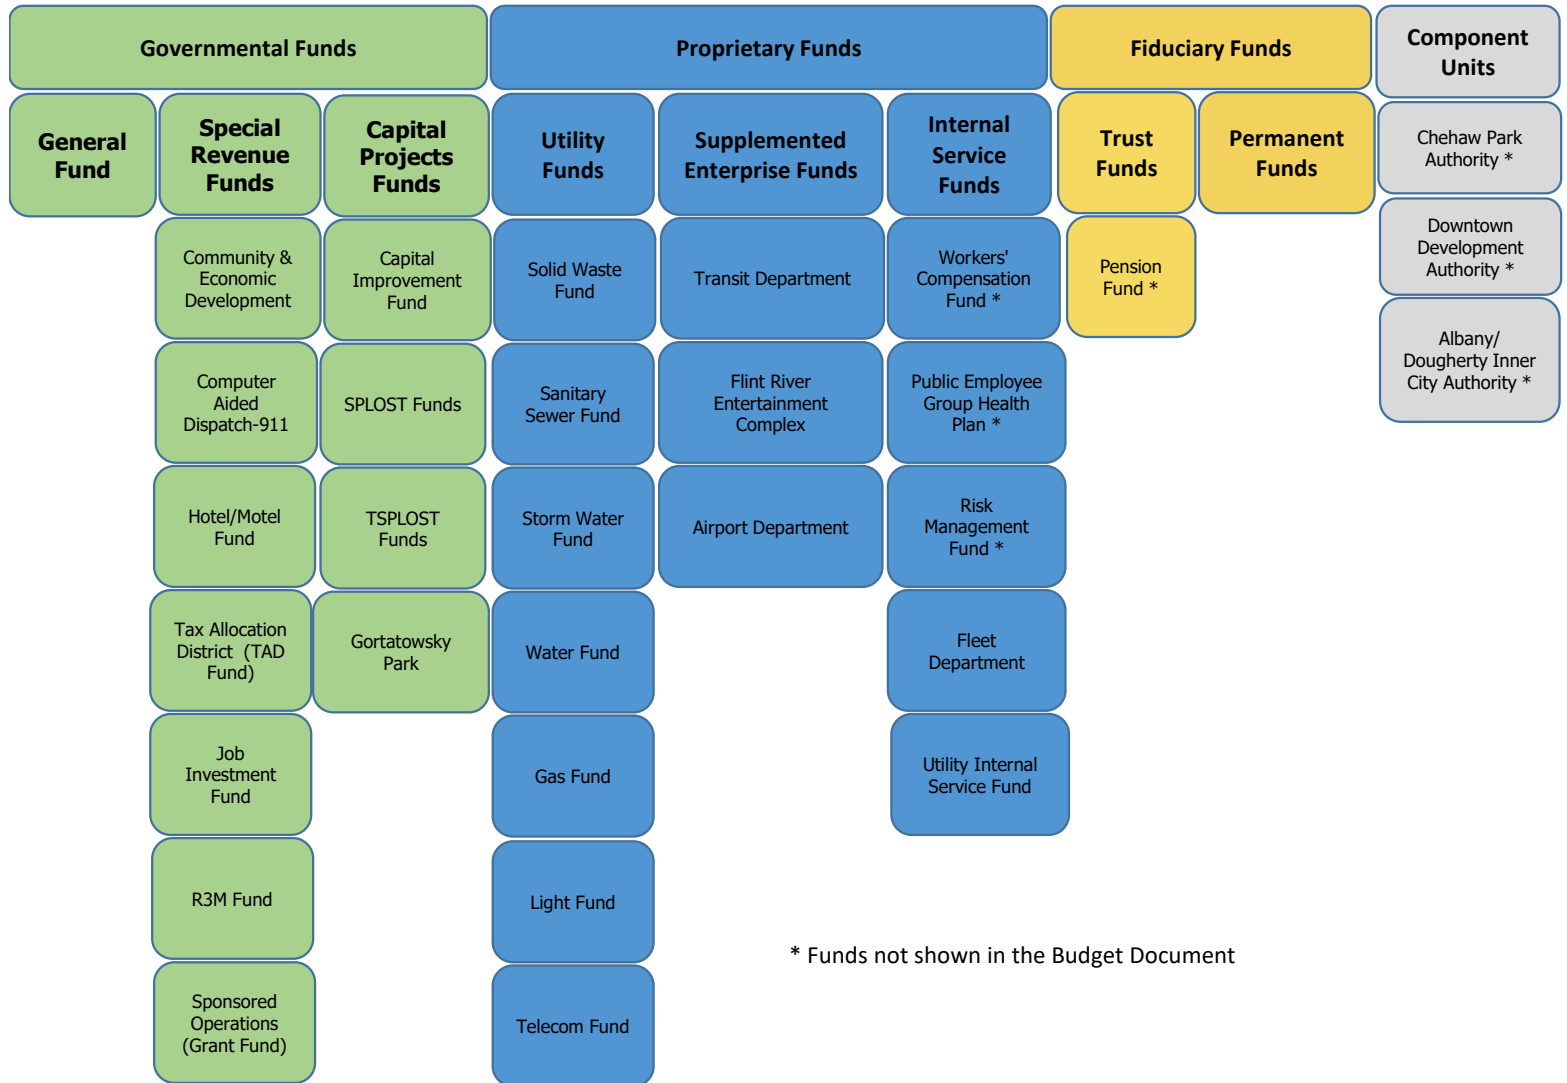 Governmental Funds
Proprietary Funds
Fiduciary Funds
Component
Units
General
Fund
Special
Revenue
Funds
Capital
Projects
Funds
Utility
Funds
Supplemented
Enterprise Funds
Internal
Service
Funds
Trust
Funds
Permanent
Funds
Chehaw Park
Authority *
Community &
Economic
Development
Capital
Improvement
Fund
Solid Waste
Fund
Transit Department
Workers'
Compensation
Fund *
Pension
Fund *
Downtown
Development
Authority *
Computer
Aided
Dispatch-911
SPLOST Funds
Sanitary
Sewer Fund
Flint River
Entertainment
Complex
Public Employee
Group Health
Plan *
Albany/
Dougherty Inner
City Authority *
Hotel/Motel
Fund
TSPLOST
Funds
Storm Water
Fund
Airport Department
Risk
Management
Fund *
Tax Allocation
District  (TAD
Fund)
Gortatowsky
Park
Water Fund
Fleet
Department
Job
Investment
Fund
Gas Fund
Utility Internal
Service Fund
R3M Fund
Light Fund
* Funds not shown in the Budget Document
Sponsored
Operations
(Grant Fund)
Telecom Fund